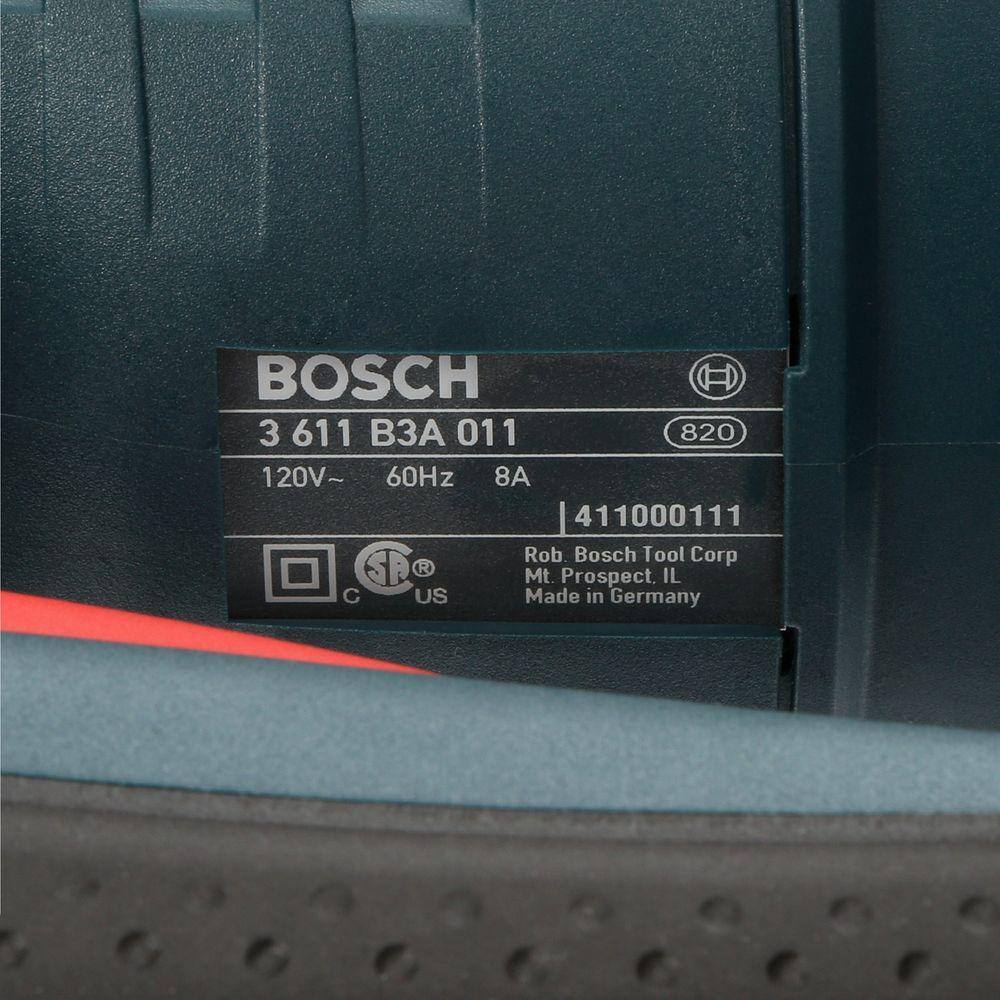 BOSCH
3 611 B3A 011 820
120V~ 60Hz 8A
411000111
Rob. Bosch Tool Corp
Mt. Prospect, IL
Made in Germany
C SA ® US